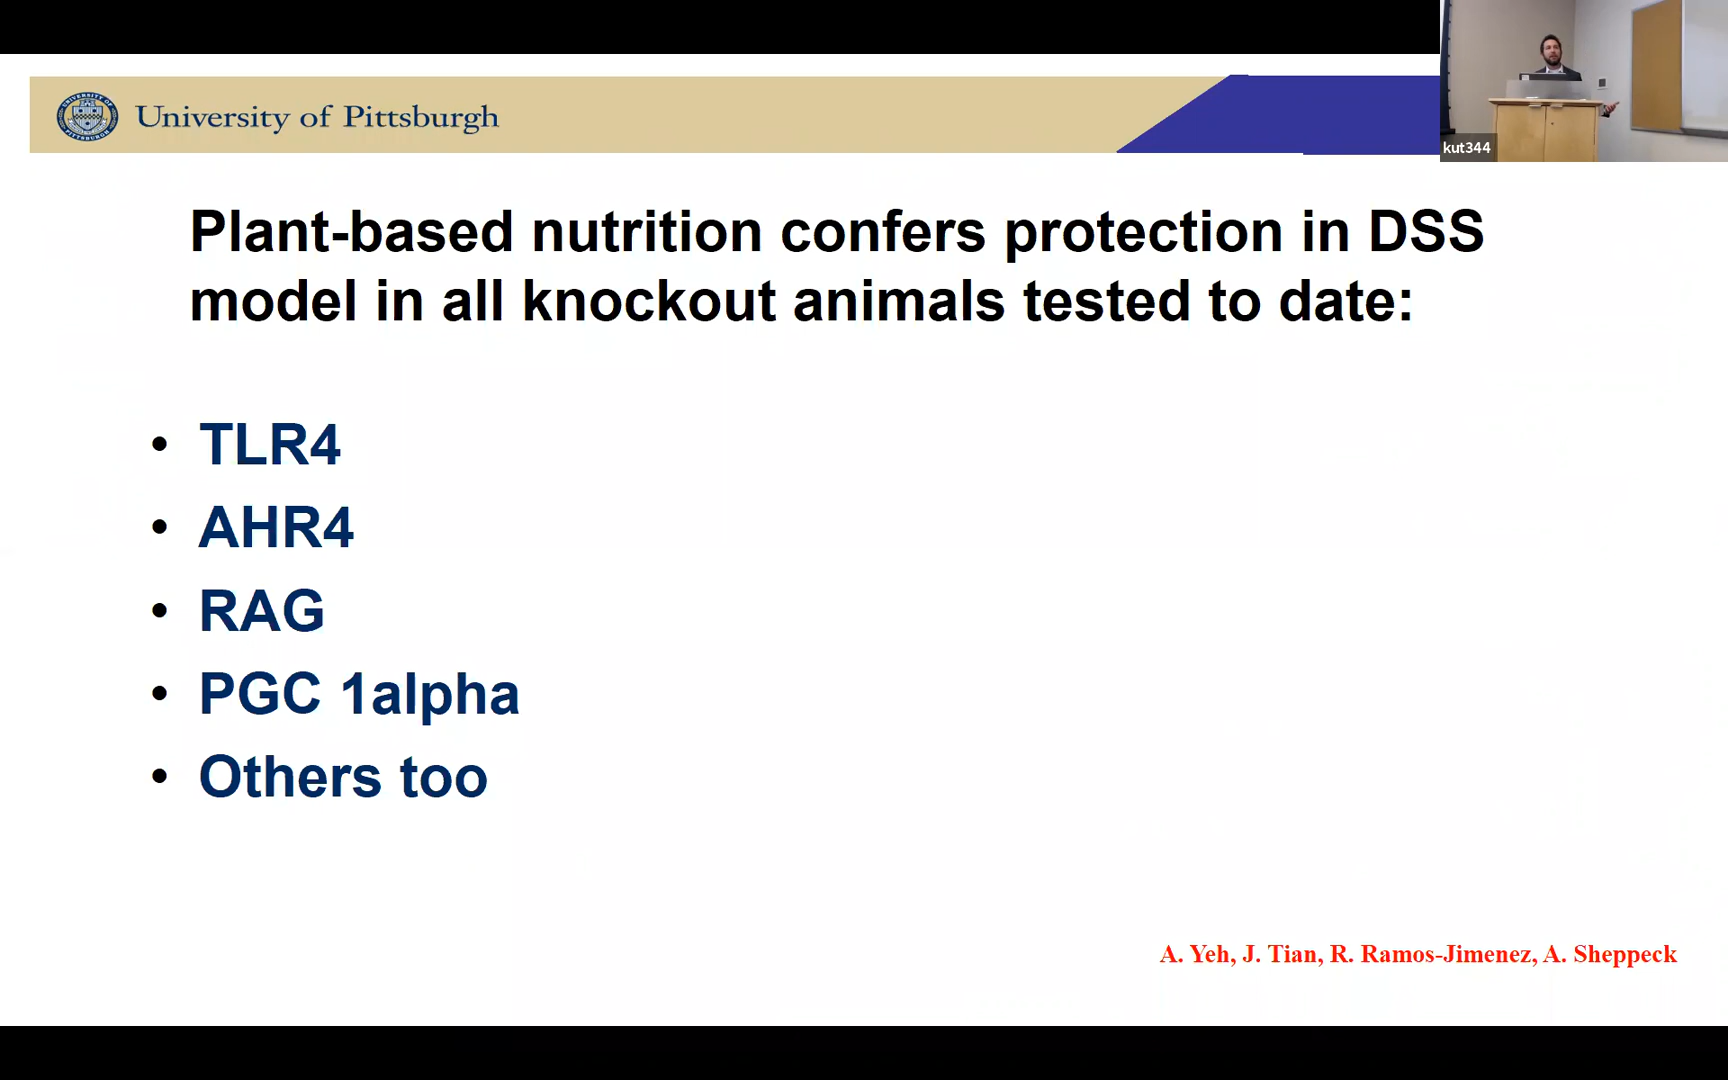 University of Pittsburgh
kut344
Plant-based nutrition confers protection in DSS
model in all knockout animals tested to date:
• TLR4
• AHR4
• RAG
• PGC 1alpha
• Others too
A. Yeh, J. Tian, R. Ramos-Jimenez, A. Sheppeck